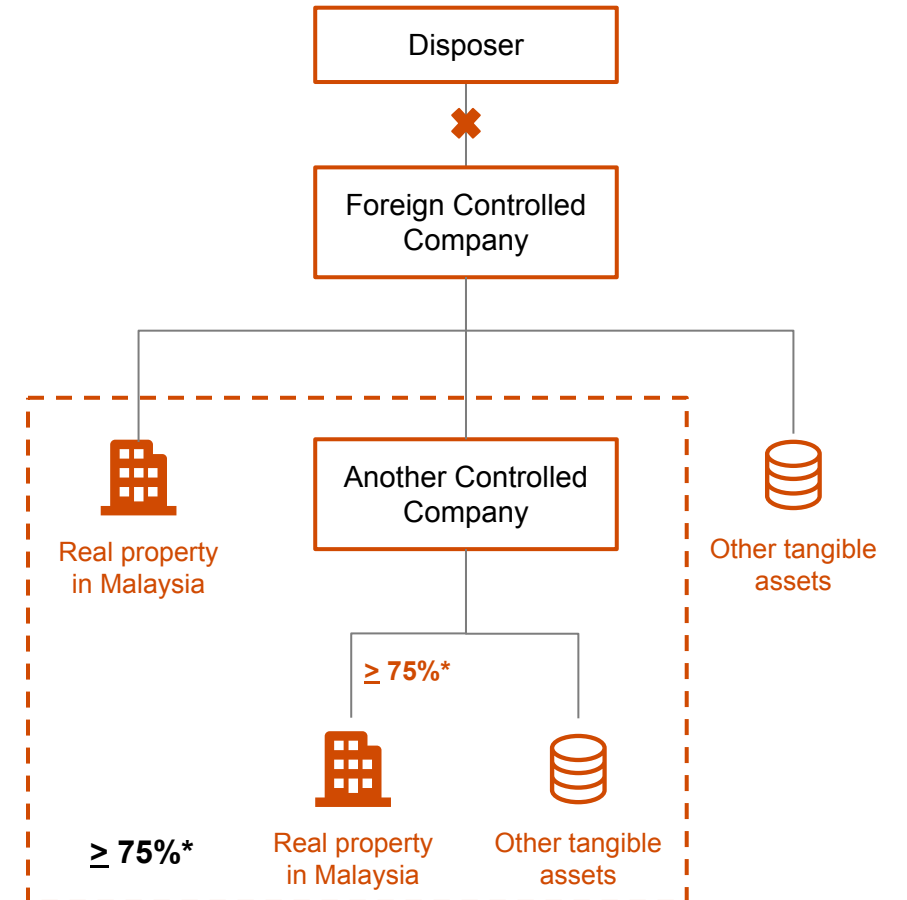 Disposer
Foreign Controlled
Company
Another Controlled
Company
Real property
in Malaysia
Other tangible
assets
≥ 75%*
Real property
in Malaysia
Other tangible
assets
≥ 75%*